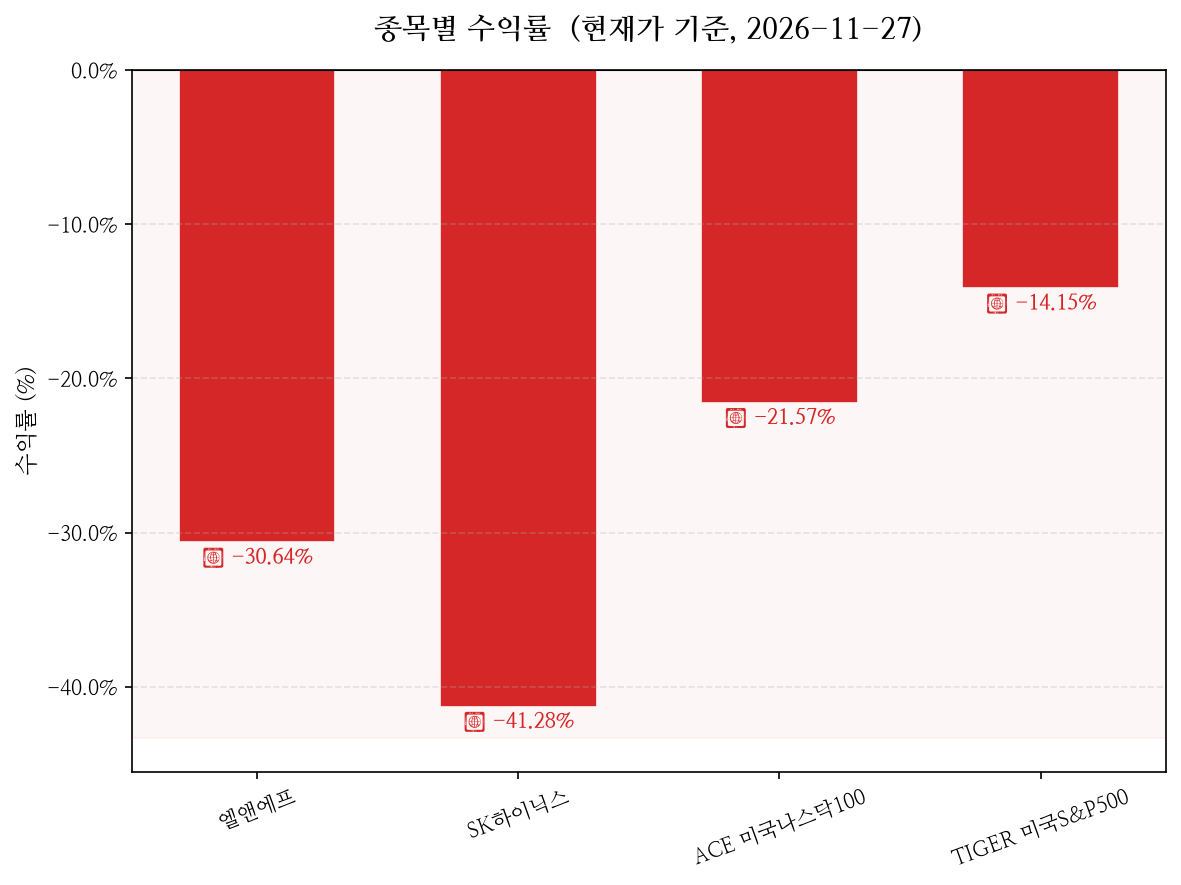 종목별 수익률 (현재가 기준, 2026-11-27)
수익률 (%)
0.0%
-10.0%
-20.0%
-30.0%
-40.0%
-30.64%
-41.28%
-21.57%
-14.15%
엘앤에프
SK하이닉스
ACE 미국나스닥100
TIGER 미국S&P500